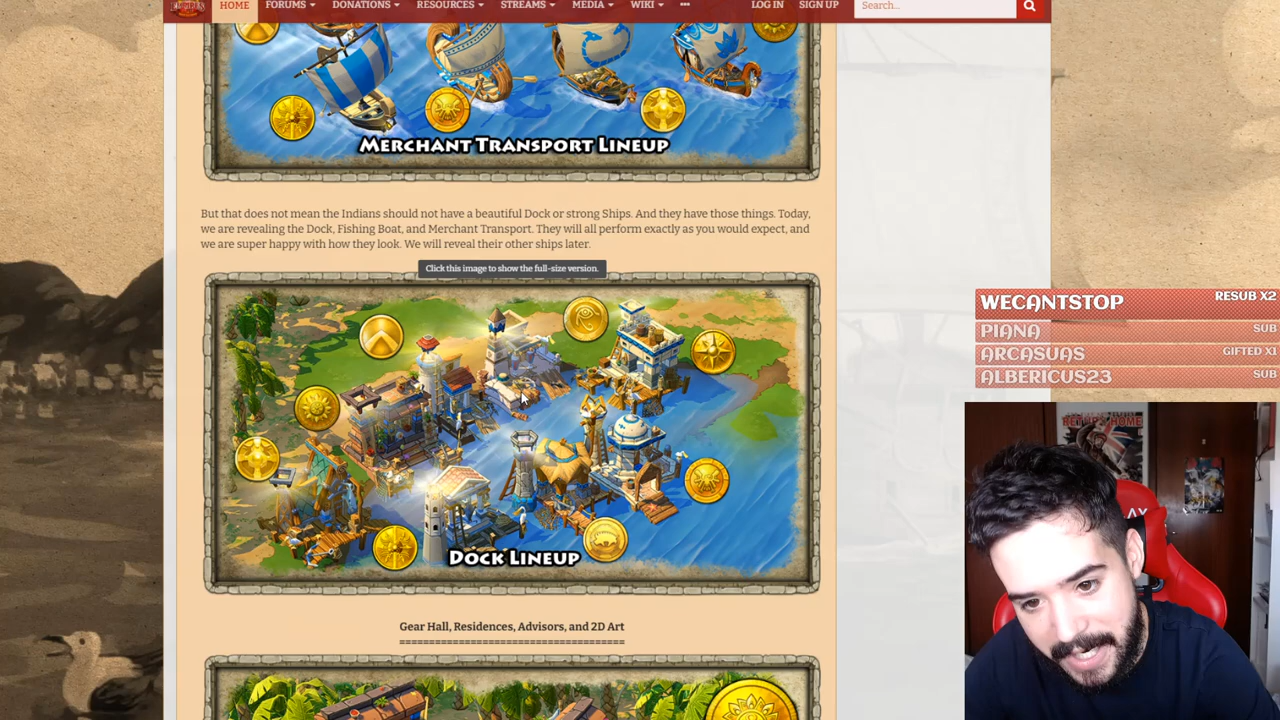 HOME FORUMS DONATIONS RESOURCES STREAMS MEDIA WIKI ••• LOG IN SIGN UP Search...
MERCHANT TRANSPORT LINEUP
But that does not mean the Indians should not have a beautiful Dock or strong Ships. And they have those things. Today,
we are revealing the Dock, Fishing Boat, and Merchant Transport. They will all perform exactly as you would expect, and
we are super happy with how they look. We will reveal their other ships later.
Click this image to show the full-size version.
DOCK LINEUP
Gear Hall, Residences, Advisors, and 2D Art
=====================================
WECANTSTOP RESUB X2
PIANA SUB
ARCASUAS GIFTED X1
ALBERICUS23 SUB
RETURNS HOME